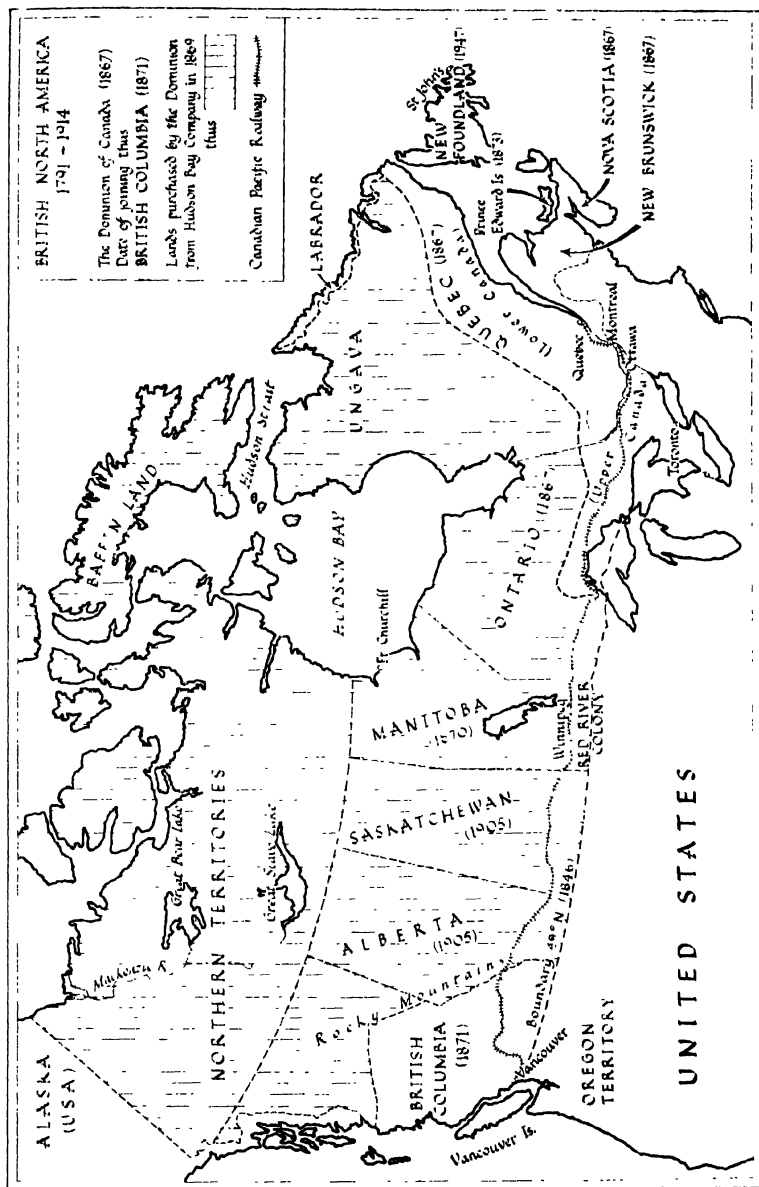 BRITISH NORTH AMERICA
1791 - 1914
The Dominion of Canada (1867)
Date of joining thus
BRITISH COLUMBIA (1871)
Lands purchased by the Dominion
from Hudson Bay Company in 1869
thus
Canadian Pacific Railway
ALASKA
(USA)
Mackenzie R.
Great Bear Lake
NORTHERN TERRITORIES
Great Slave Lake
BAFFIN LAND
Hudson Strait
HUDSON BAY
Ft Churchill
UNGAVA
LABRADOR
St John's
NEW
FOUNDLAND (1947)
Prince
Edward Is. (1873)
NOVA SCOTIA (1867)
NEW BRUNSWICK (1867)
QUEBEC (186-
(Lower Canada)
Quebec
Montreal
Ottawa
ONTARIO (186-
(Upper Canada
Toronto
MANITOBA
(1870)
Winnipeg
RED RIVER
COLONY
SASKATCHEWAN
(1905)
ALBERTA
(1905)
Rocky Mountains
BRITISH
COLUMBIA
(1871)
Boundary 49° N (1846)
Vancouver
Vancouver Is.
OREGON
TERRITORY
UNITED STATES